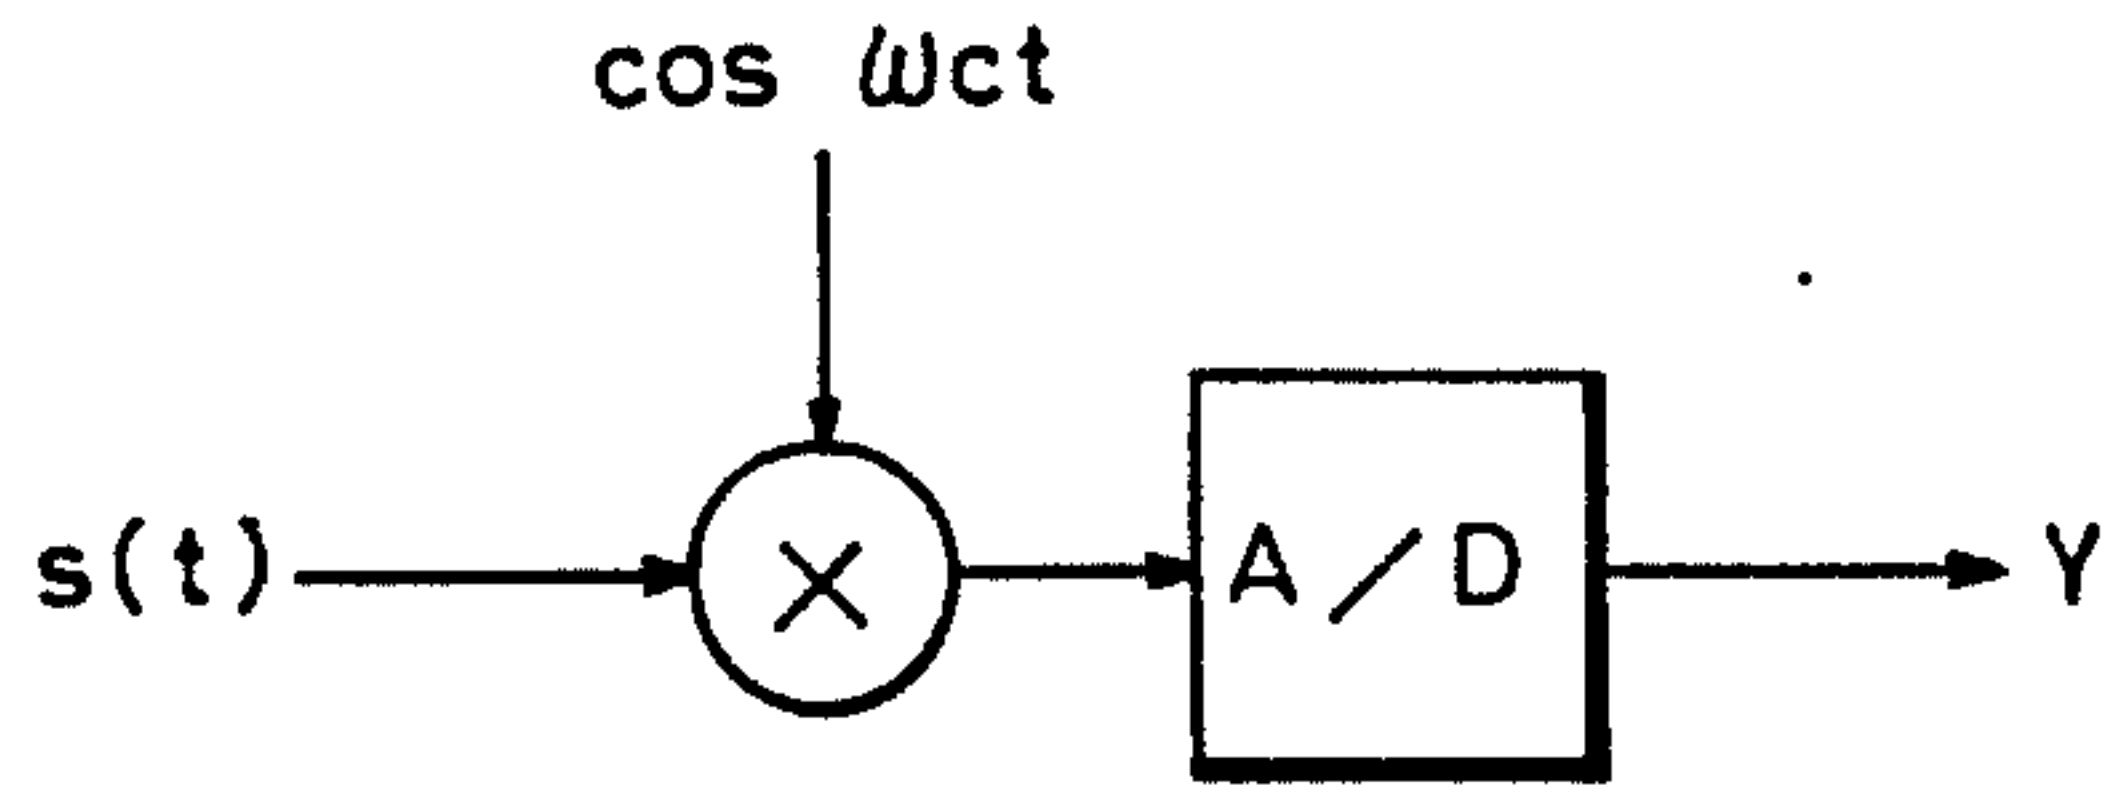 cos ωct
s(t)
×
A/D
Y